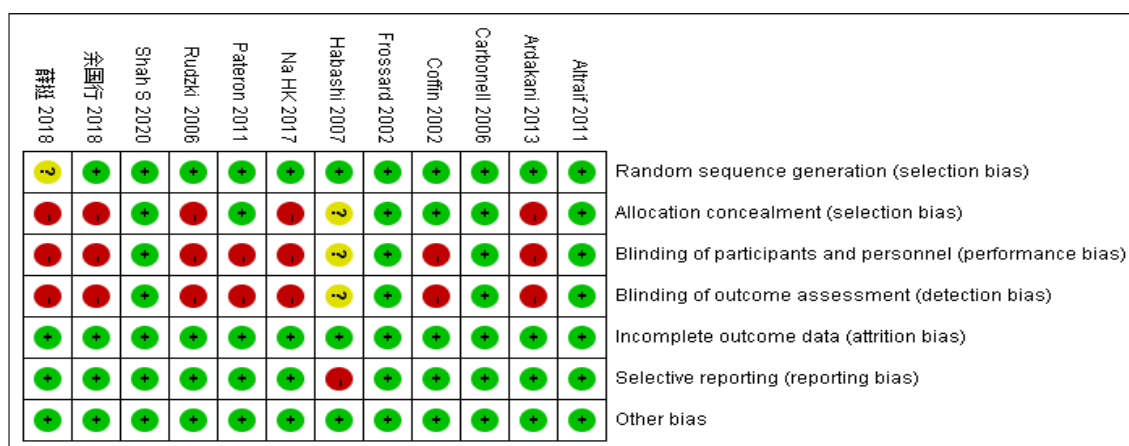 薛挺 2018
余国行 2018
Shah S 2020
Rudzki 2006
Pateron 2011
Na HK 2017
Habashi 2007
Frossard 2002
Coffin 2002
Carbonell 2006
Ardakani 2013
Altraif 2011
? + + + + + + + + + + + Random sequence generation (selection bias)
- - + - + - ? + + + - + Allocation concealment (selection bias)
- - + - - - ? + - + - + Blinding of participants and personnel (performance bias)
- - + - - - ? + - + - + Blinding of outcome assessment (detection bias)
+ + + + + + + + + + + + Incomplete outcome data (attrition bias)
+ + + + + + - + + + + + Selective reporting (reporting bias)
+ + + + + + + + + + + + Other bias